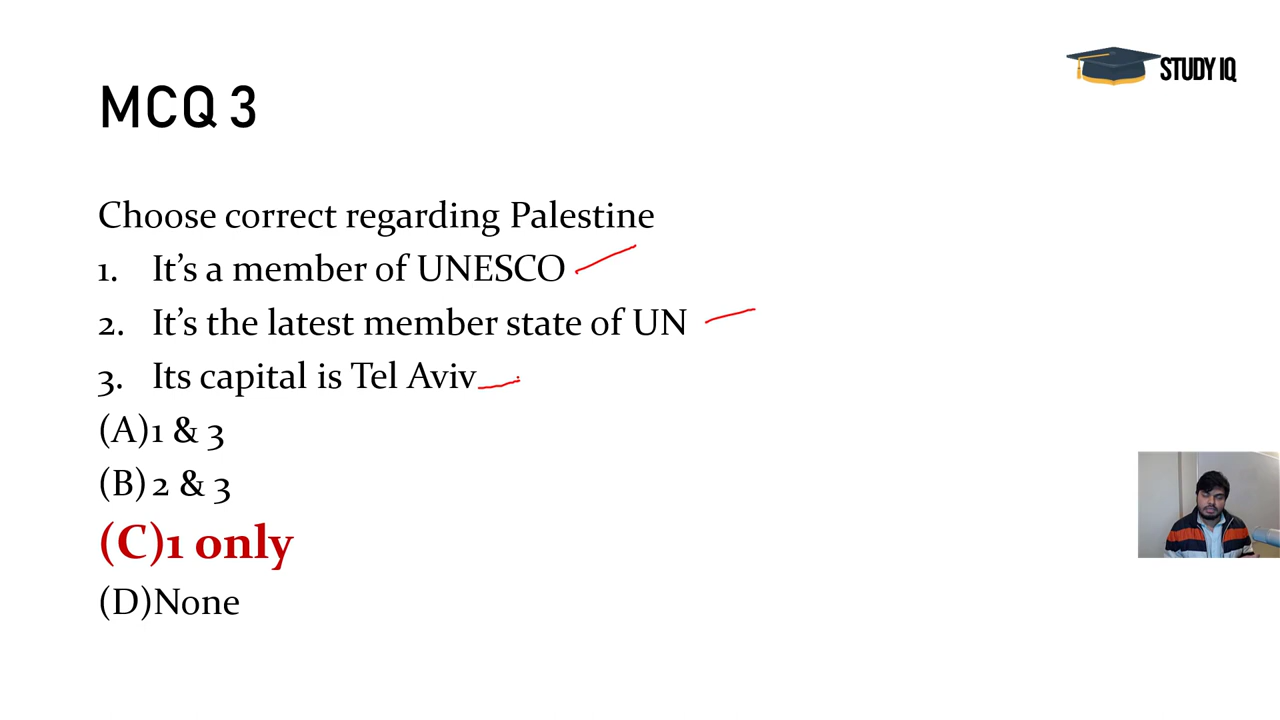 STUDY IQ
MCQ 3
Choose correct regarding Palestine
1. It's a member of UNESCO
2. It's the latest member state of UN
3. Its capital is Tel Aviv
(A)1 & 3
(B)2 & 3
(C)1 only
(D)None